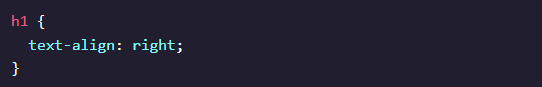 h1 {
  text-align: right;
}